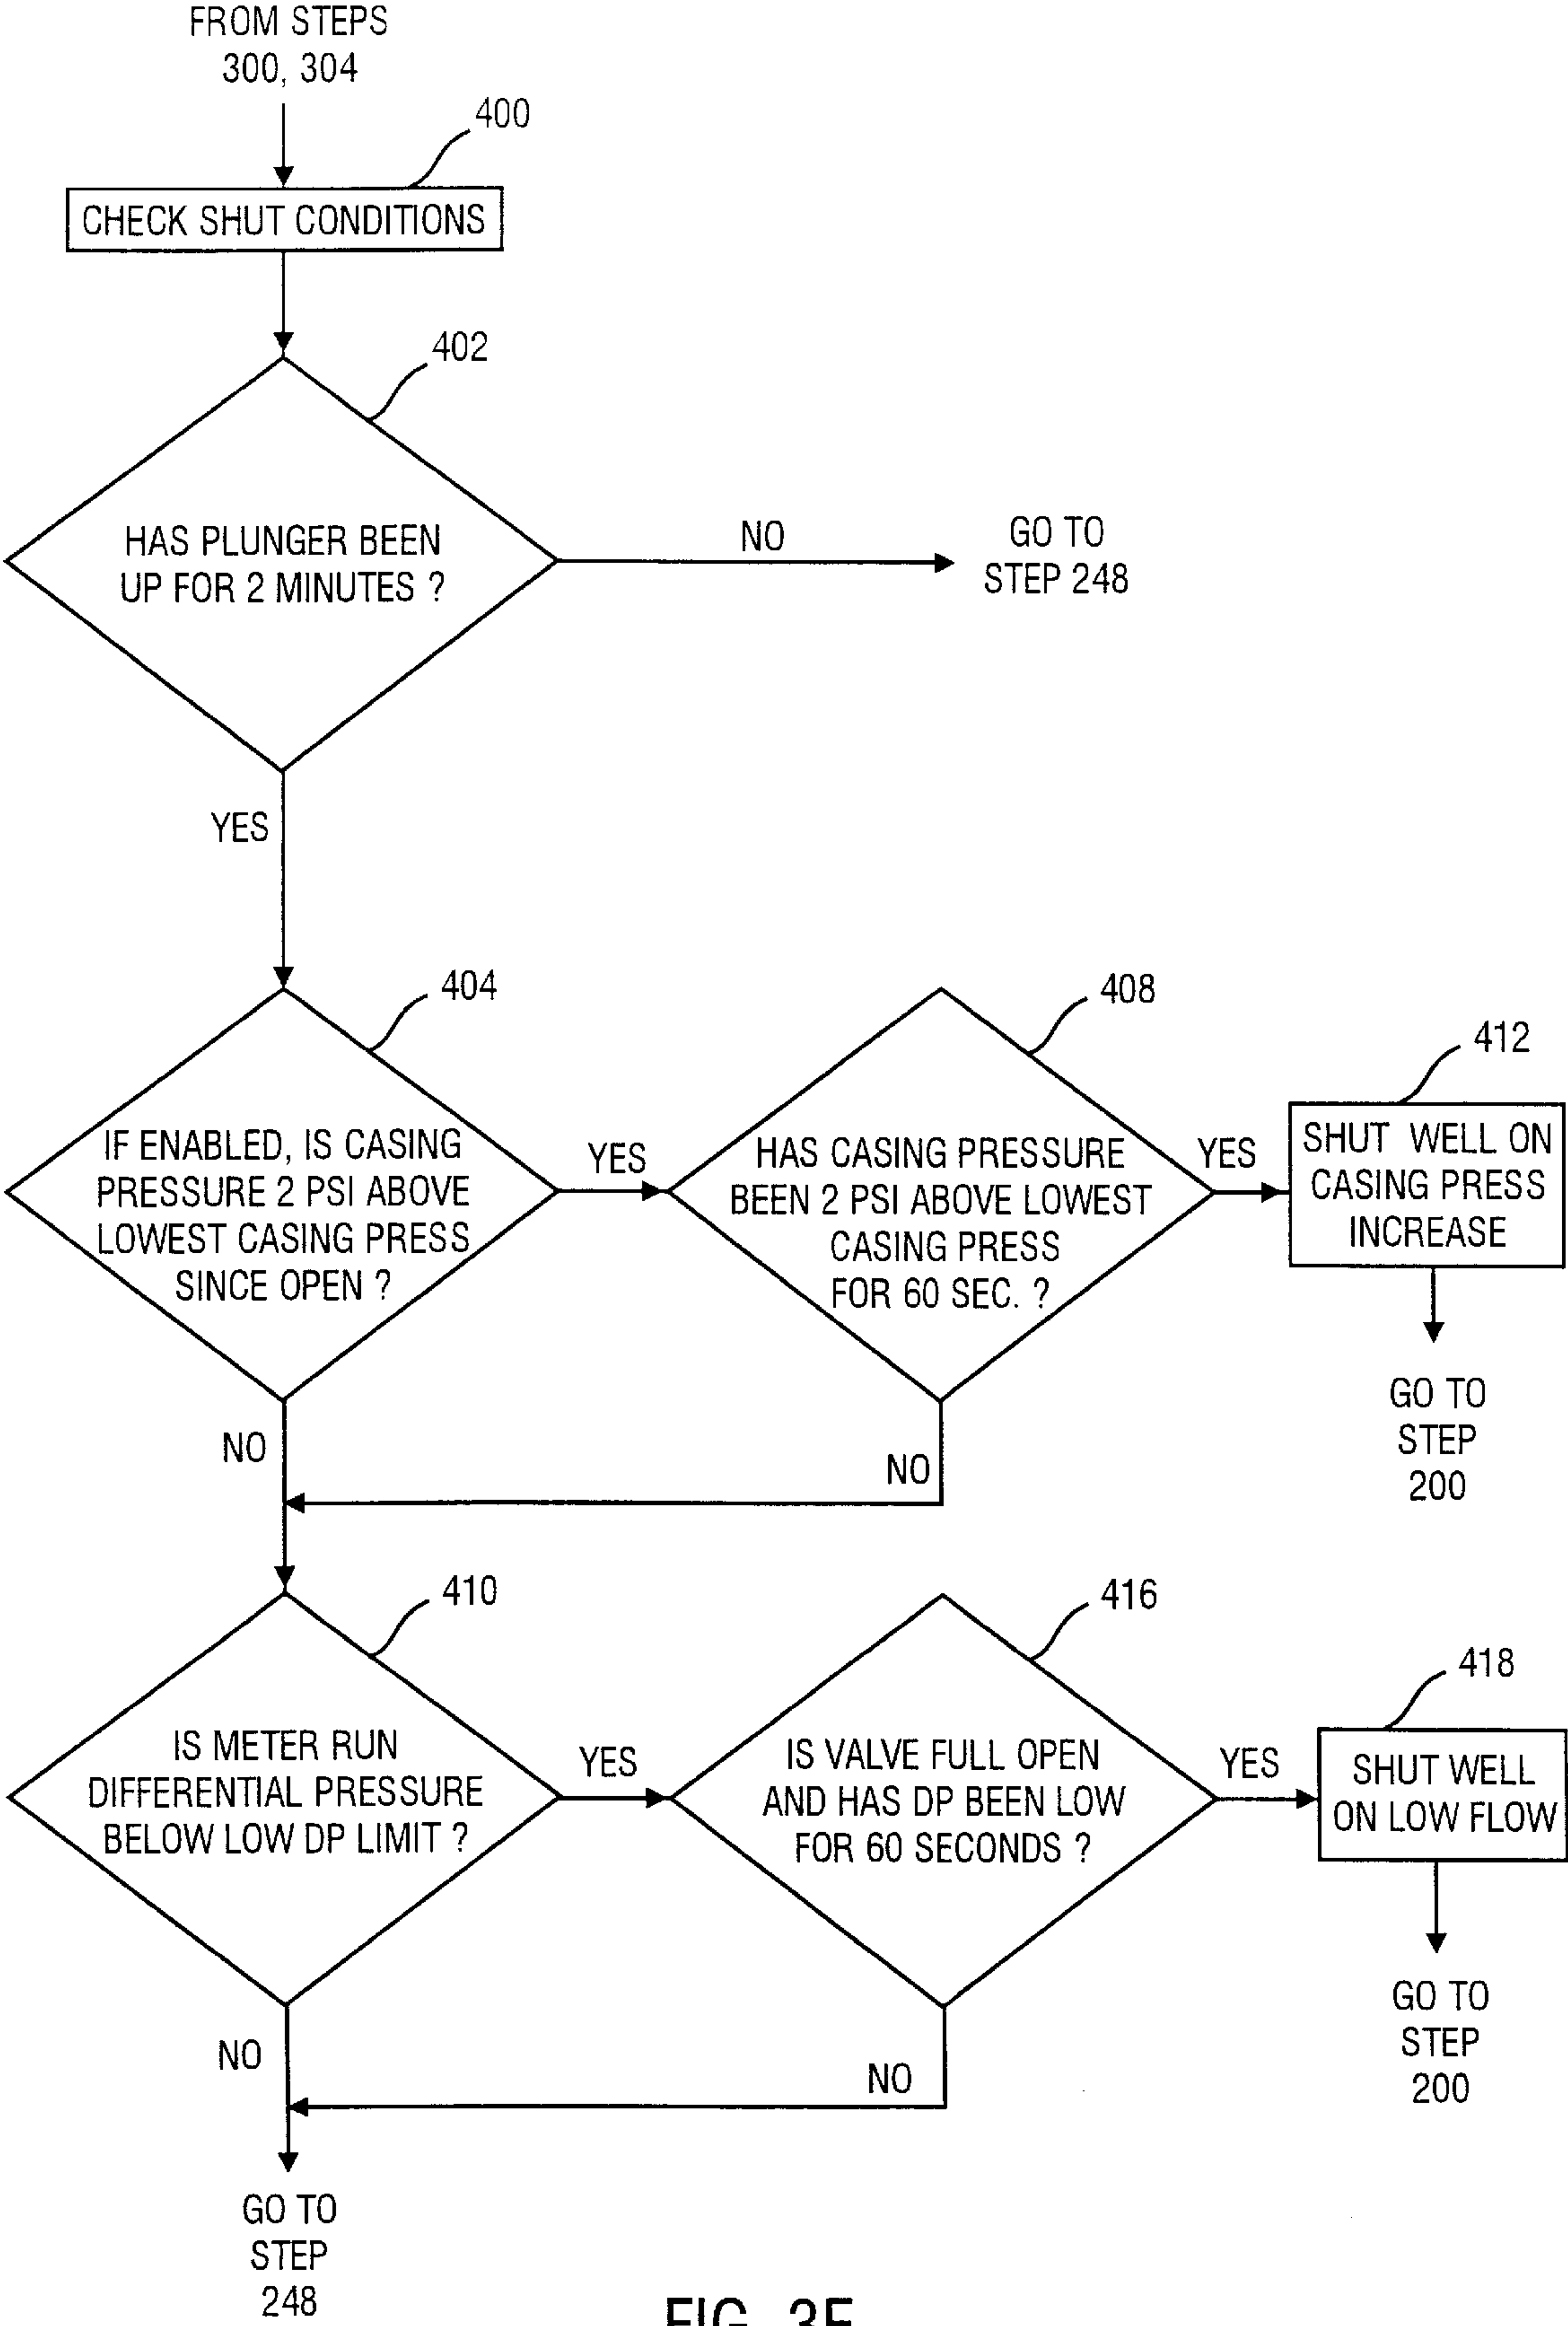 FROM STEPS
300, 304
400
CHECK SHUT CONDITIONS
402
HAS PLUNGER BEEN
UP FOR 2 MINUTES ?
NO
GO TO
STEP 248
YES
404
IF ENABLED, IS CASING
PRESSURE 2 PSI ABOVE
LOWEST CASING PRESS
SINCE OPEN ?
YES
408
HAS CASING PRESSURE
BEEN 2 PSI ABOVE LOWEST
CASING PRESS
FOR 60 SEC. ?
YES
412
SHUT WELL ON
CASING PRESS
INCREASE
GO TO
STEP
200
NO
NO
410
IS METER RUN
DIFFERENTIAL PRESSURE
BELOW LOW DP LIMIT ?
YES
416
IS VALVE FULL OPEN
AND HAS DP BEEN LOW
FOR 60 SECONDS ?
YES
418
SHUT WELL
ON LOW FLOW
GO TO
STEP
200
NO
NO
GO TO
STEP
248
FIG.